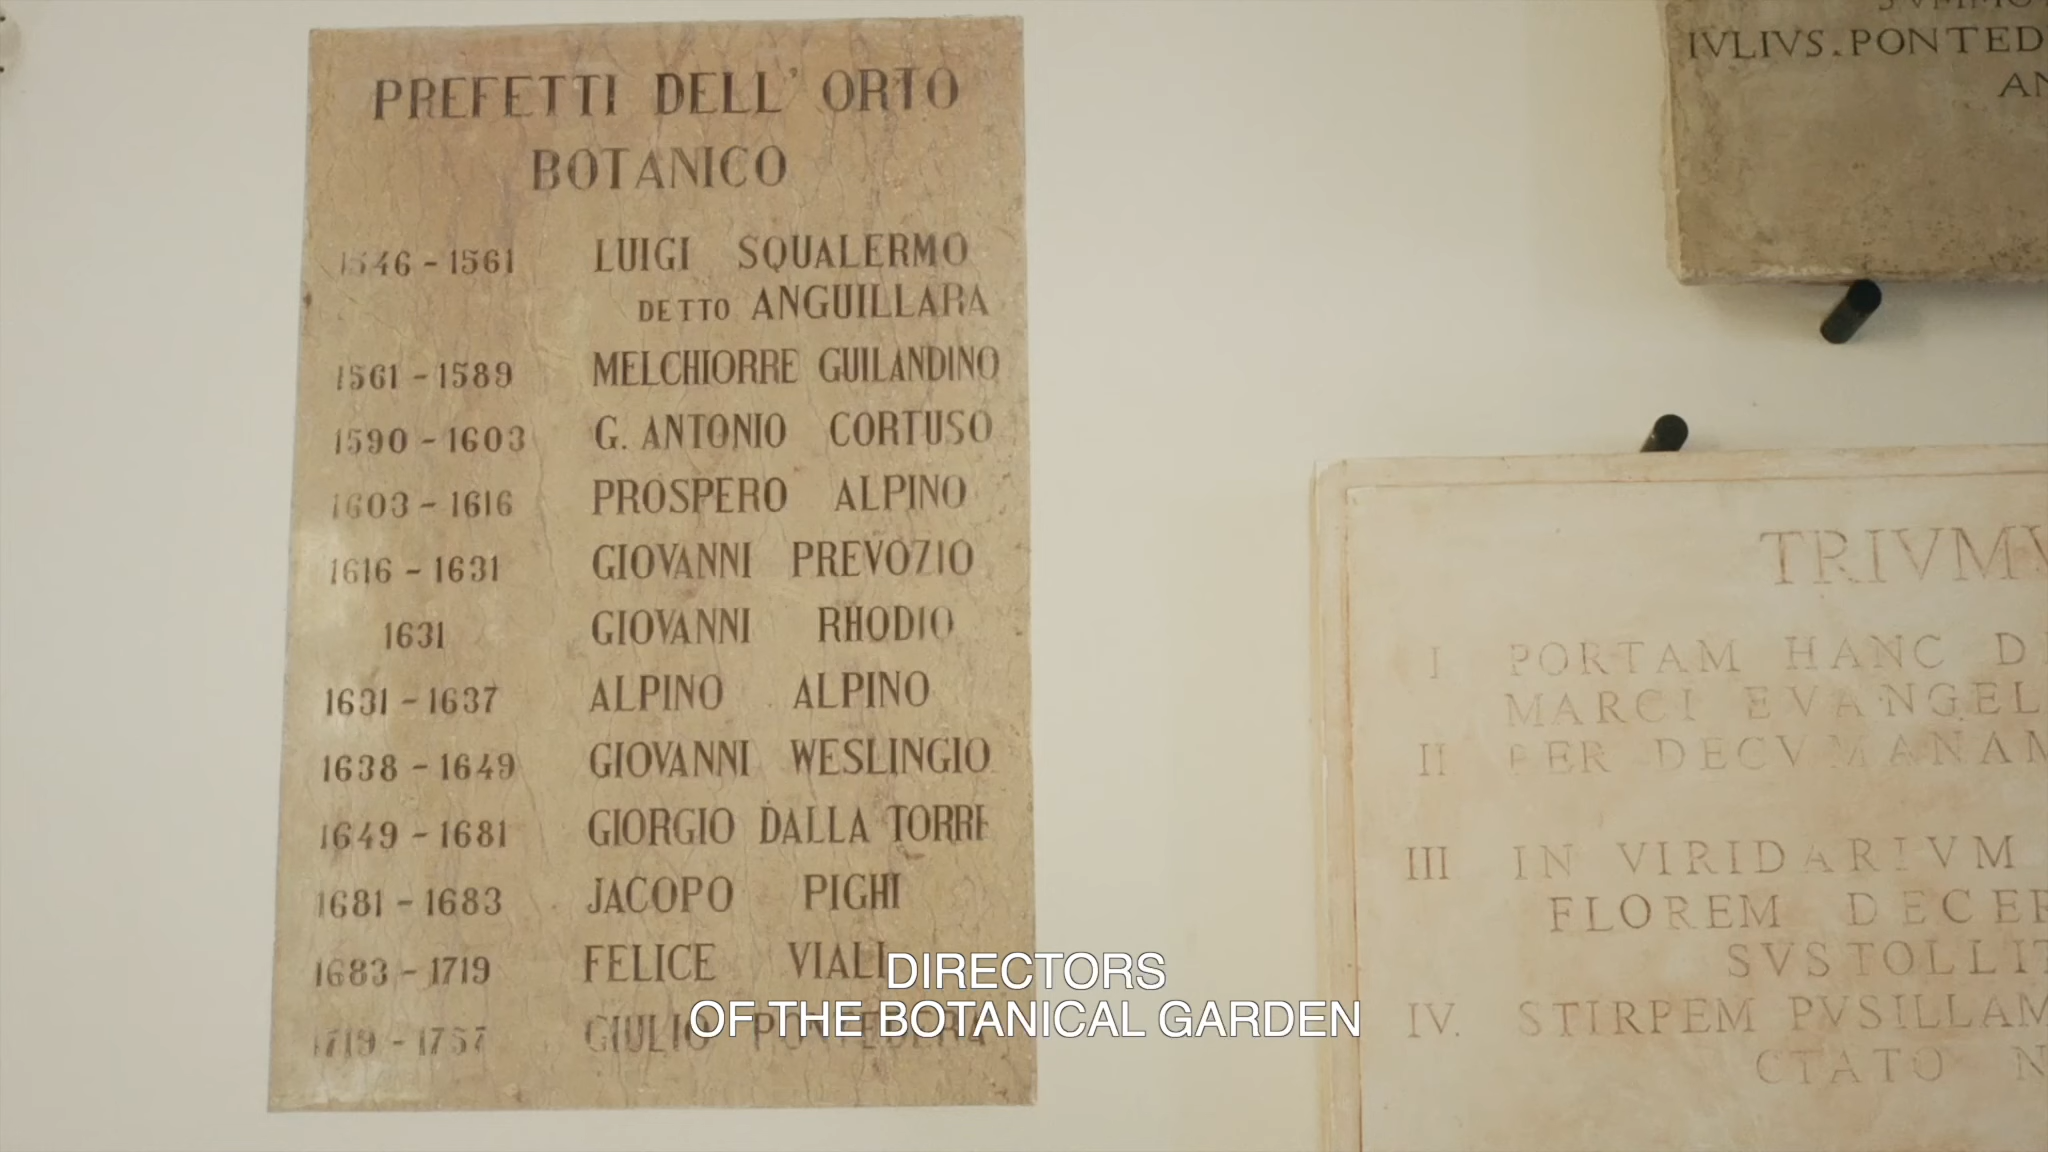 PREFETTI DELL' ORTO
BOTANICO
1546 - 1561 LUIGI SQUALERMO
DETTO ANGUILLARA
1561 - 1589 MELCHIORRE GUILANDINO
1590 - 1603 G. ANTONIO CORTUSO
1603 - 1616 PROSPERO ALPINO
1616 - 1631 GIOVANNI PREVOZIO
1631 GIOVANNI RHODIO
1631 - 1637 ALPINO ALPINO
1638 - 1649 GIOVANNI WESLINGIO
1649 - 1681 GIORGIO DALLA TORRE
1681 - 1683 JACOPO PIGHI
1683 - 1719 FELICE VIALI
1719 - 1757 GIULIO PONTEDERA
IVLIVS.PONTED
AN
TRIVMV
I PORTAM HANC D
MARCI EVANGEL
II PER DECVMANAM
III IN VIRIDARIVM
FLOREM DECER
SVSTOLLIT
IV. STIRPEM PVSILLAM
CTATO N
DIRECTORS
OF THE BOTANICAL GARDEN